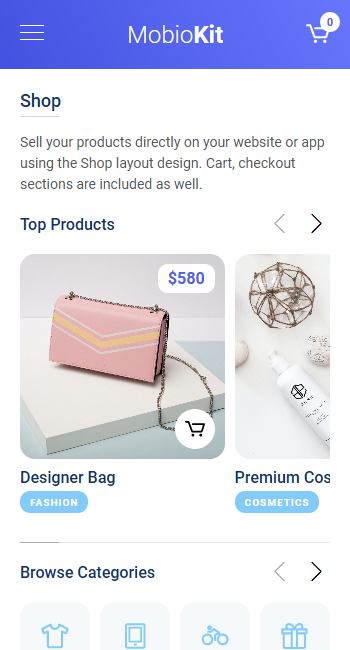 MobioKit
0
Shop
Sell your products directly on your website or app
using the Shop layout design. Cart, checkout
sections are included as well.
Top Products
$580
Designer Bag
Premium Cos
FASHION
COSMETICS
Browse Categories